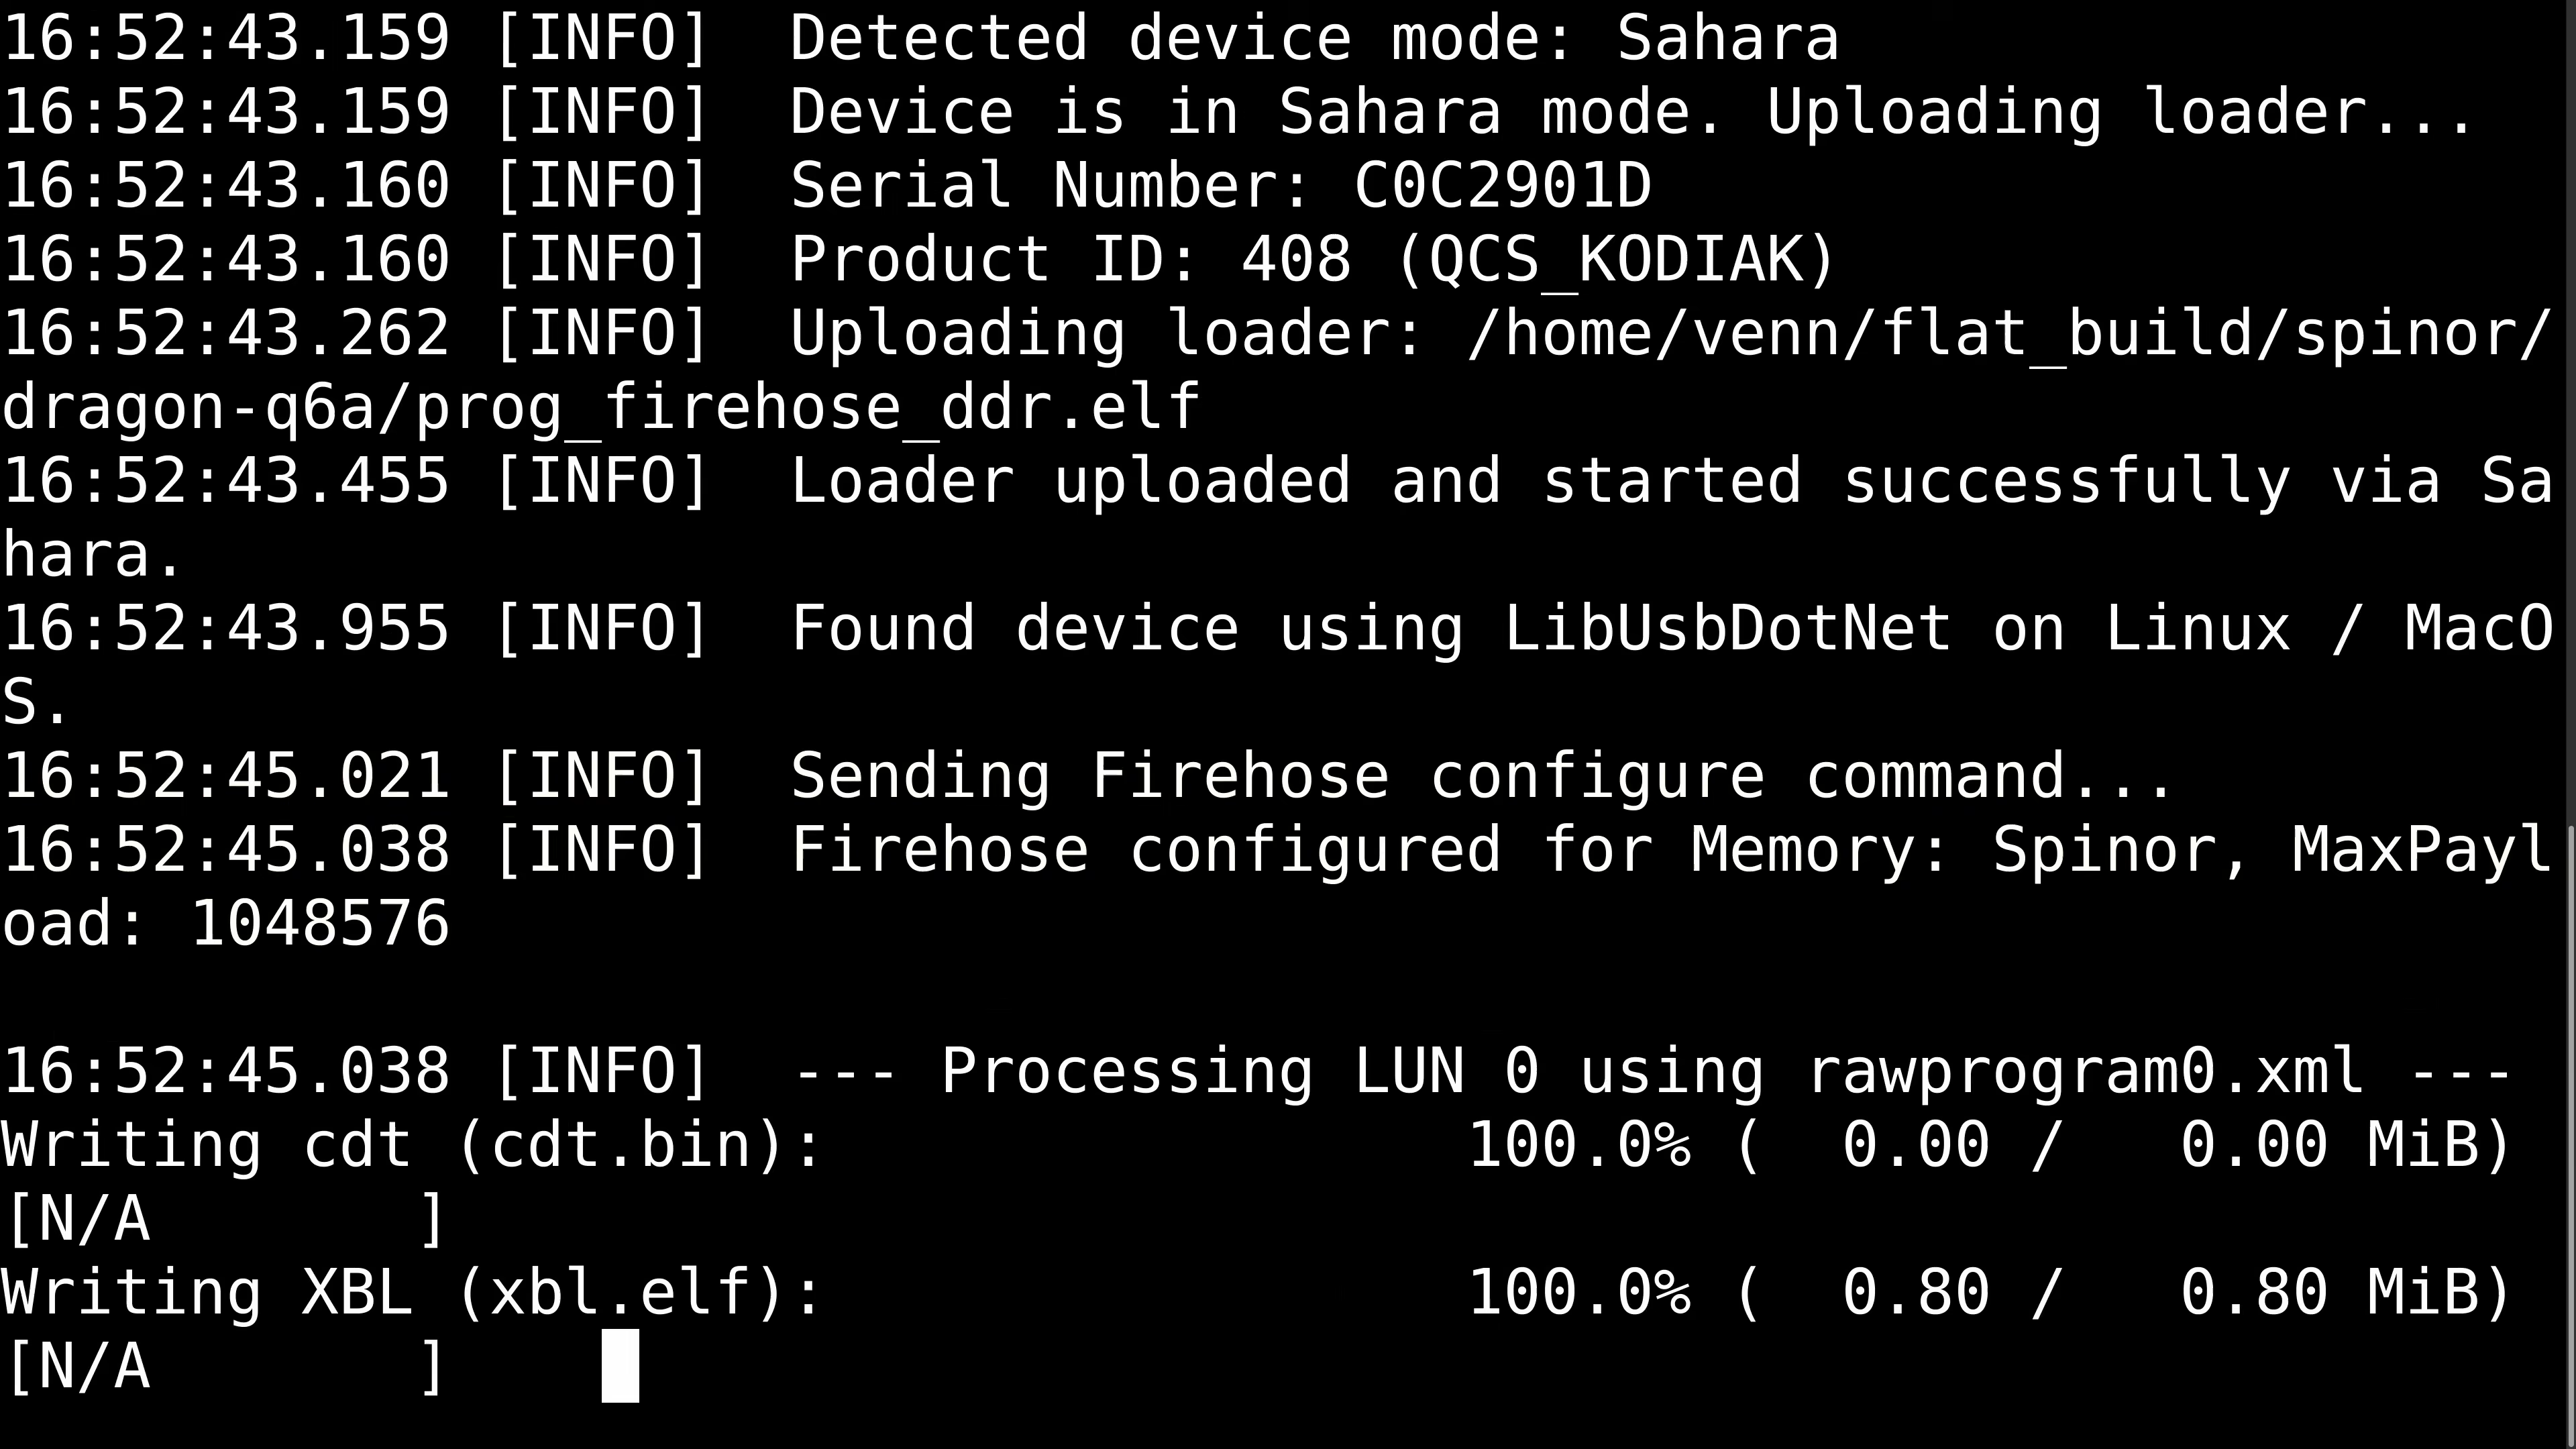 16:52:43.159 [INFO]  Detected device mode: Sahara
16:52:43.159 [INFO]  Device is in Sahara mode. Uploading loader...
16:52:43.160 [INFO]  Serial Number: C0C2901D
16:52:43.160 [INFO]  Product ID: 408 (QCS_KODIAK)
16:52:43.262 [INFO]  Uploading loader: /home/venn/flat_build/spinor/
dragon-q6a/prog_firehose_ddr.elf
16:52:43.455 [INFO]  Loader uploaded and started successfully via Sa
hara.
16:52:43.955 [INFO]  Found device using LibUsbDotNet on Linux / MacO
S.
16:52:45.021 [INFO]  Sending Firehose configure command...
16:52:45.038 [INFO]  Firehose configured for Memory: Spinor, MaxPayl
oad: 1048576
16:52:45.038 [INFO]  --- Processing LUN 0 using rawprogram0.xml ---
Writing cdt (cdt.bin):                 100.0% (  0.00 /   0.00 MiB)
[N/A       ]
Writing XBL (xbl.elf):                 100.0% (  0.80 /   0.80 MiB)
[N/A       ]